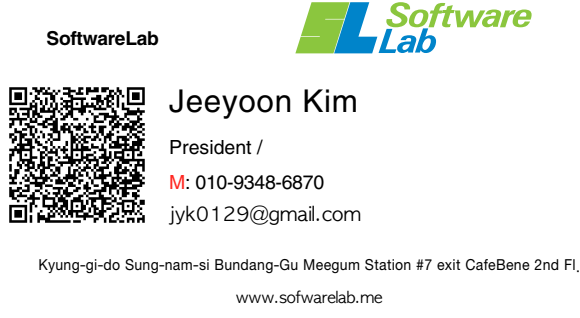 SoftwareLab
SL Software
Lab
Jeeyoon Kim
President /
M: 010-9348-6870
jyk0129@gmail.com
Kyung-gi-do Sung-nam-si Bundang-Gu Meegum Station #7 exit CafeBene 2nd Fl.
www.sofwarelab.me